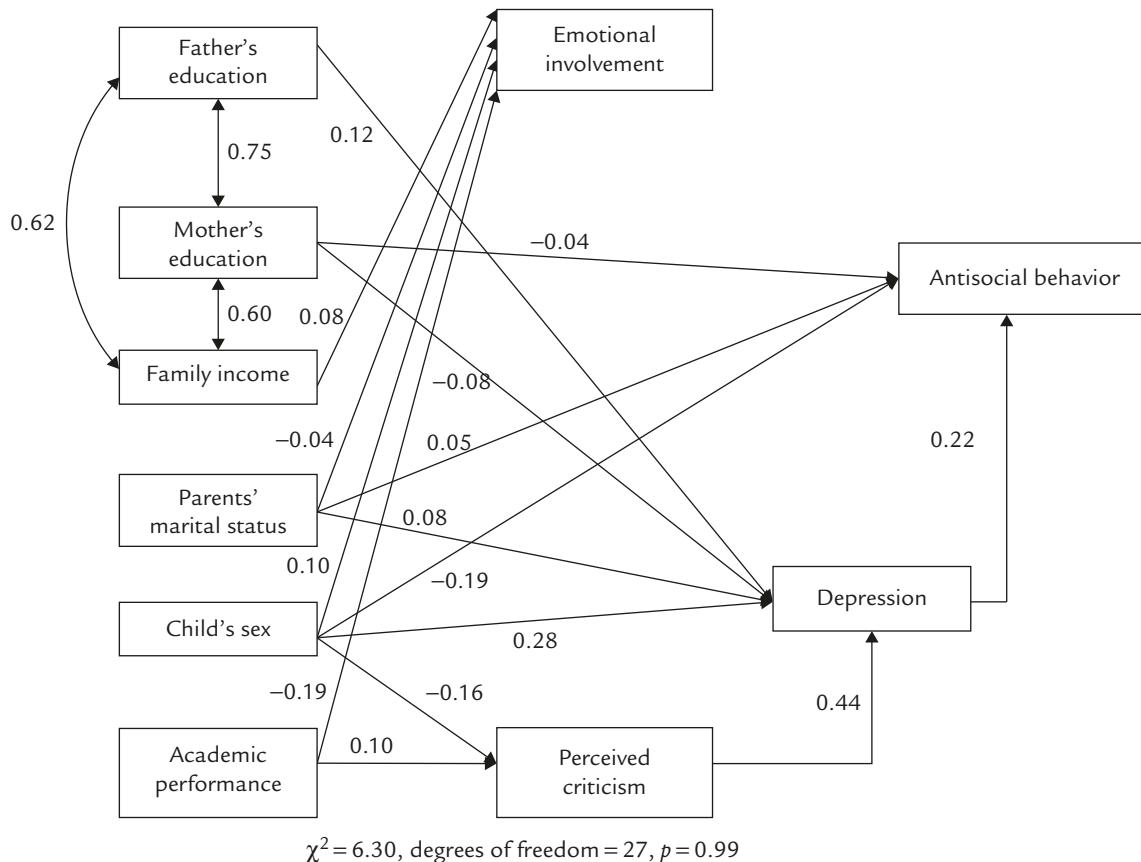 Father's
education
Emotional
involvement
0.12
0.75
0.62
Mother's
education
−0.04
Antisocial behavior
0.60
0.08
Family income
−0.08
−0.04
0.05
0.22
Parents'
marital status
0.08
0.10
−0.19
Depression
Child's sex
0.28
−0.19
−0.16
0.44
Academic
performance
0.10
Perceived
criticism
χ² = 6.30, degrees of freedom = 27, p = 0.99